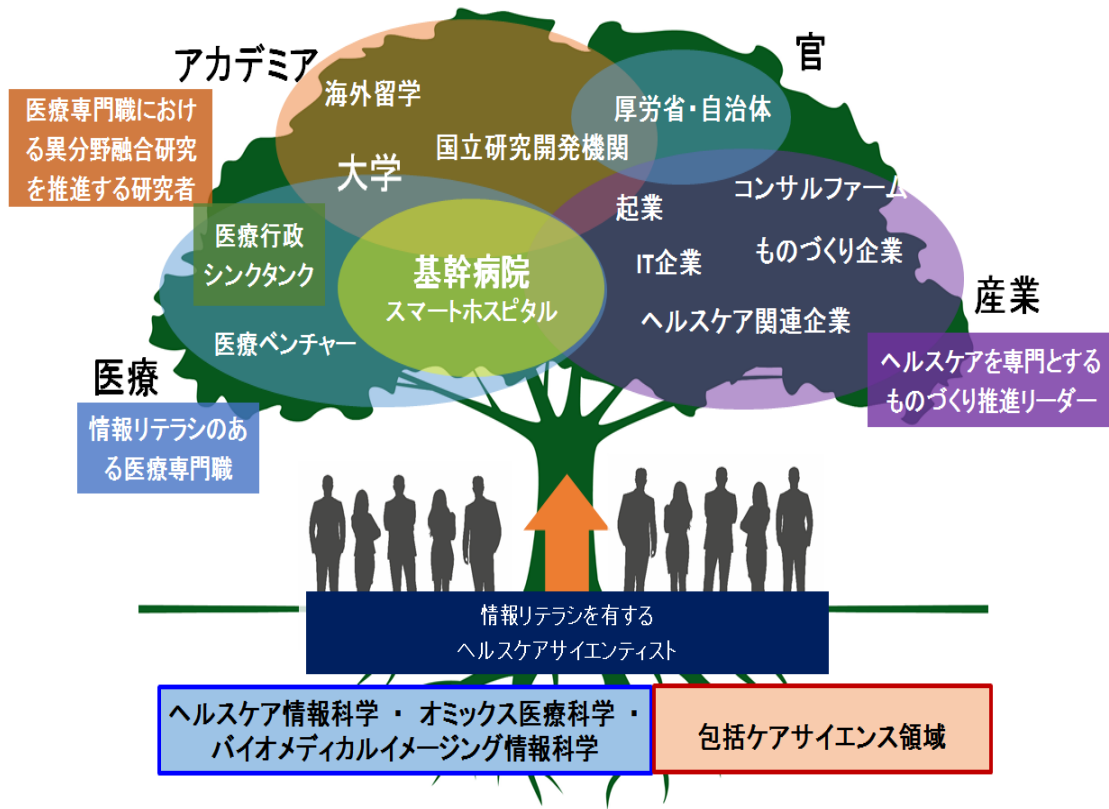 アカデミア
官
海外留学
厚労省・自治体
医療専門職におけ
る異分野融合研究
を推進する研究者
国立研究開発機関
大学
コンサルファーム
起業
医療行政
シンクタンク
基幹病院
スマートホスピタル
IT企業
ものづくり企業
ヘルスケア関連企業
産業
医療ベンチャー
医療
ヘルスケアを専門とする
ものづくり推進リーダー
情報リテラシのあ
る医療専門職
情報リテラシを有する
ヘルスケアサイエンティスト
ヘルスケア情報科学 ・ オミックス医療科学 ・
バイオメディカルイメージング情報科学
包括ケアサイエンス領域